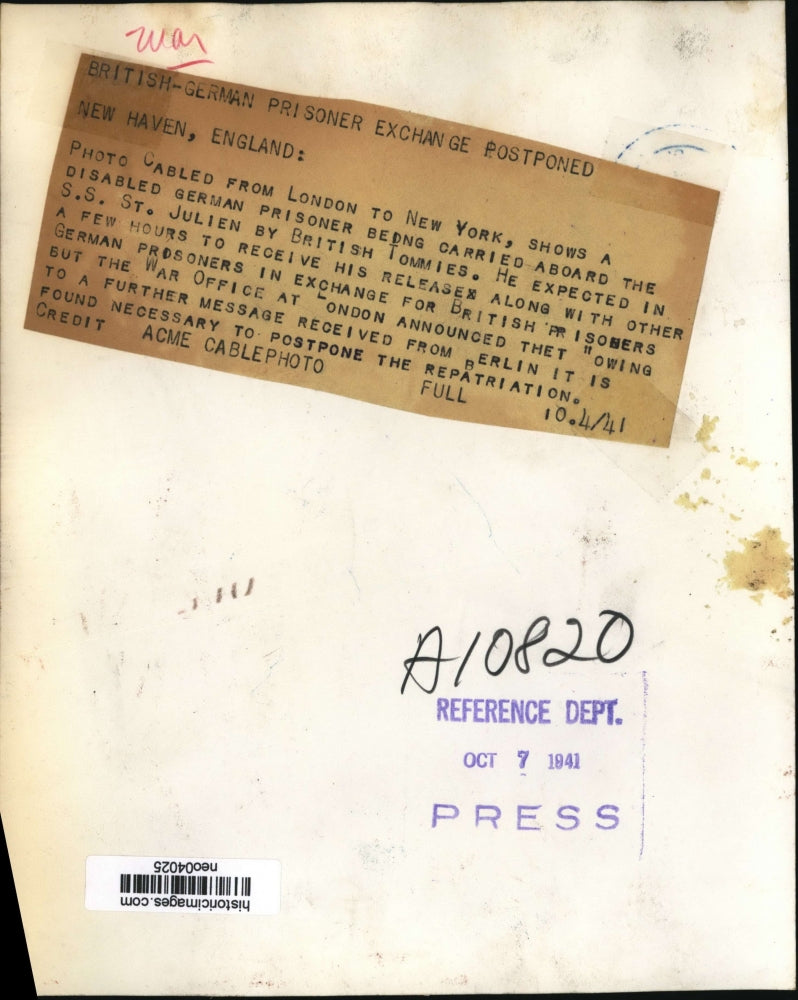 war
BRITISH-GERMAN PRISONER EXCHANGE POSTPONED
NEW HAVEN, ENGLAND:
PHOTO CABLED FROM LONDON TO NEW YORK, SHOWS A
DISABLED GERMAN PRISONER BEDNG CARRIED ABOARD THE
S.S. ST. JULIEN BY BRITISH TOMMIES. HE EXPECTED IN
A FEW HOURS TO RECEIVE HIS RELEASEX ALONG WITH OTHER
GERMAN PRDSONERS IN EXCHANGE FOR BRITISH PRISONERS
BUT THE WAR OFFICE AT LONDON ANNOUNCED THET "OWING
TO A FURTHER MESSAGE RECEIVED FROM BERLIN IT IS
FOUND NECESSARY TO POSTPONE THE REPATRIATION.
CREDIT ACME CABLEPHOTO FULL 10.4/41
A10820
REFERENCE DEPT.
OCT 7 1941
PRESS
historicimages.com
neo04025